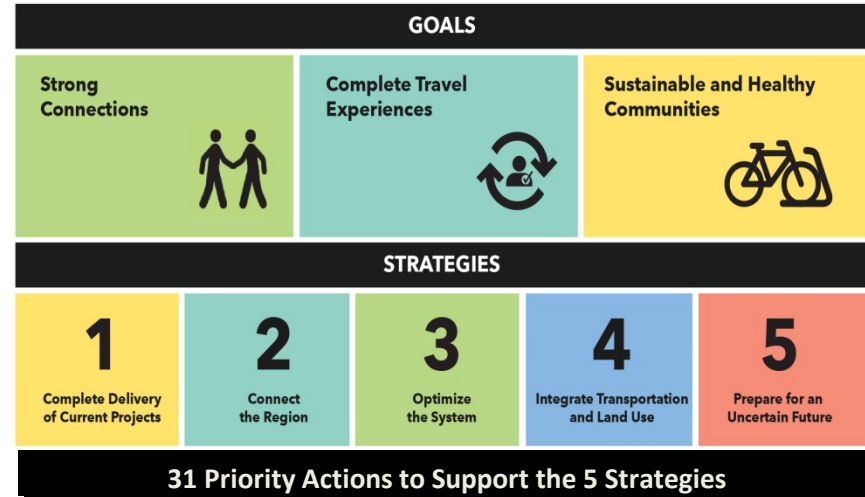 GOALS
Strong
Connections
Complete Travel
Experiences
Sustainable and Healthy
Communities
STRATEGIES
1
Complete Delivery
of Current Projects
2
Connect
the Region
3
Optimize
the System
4
Integrate Transportation
and Land Use
5
Prepare for an
Uncertain Future
31 Priority Actions to Support the 5 Strategies